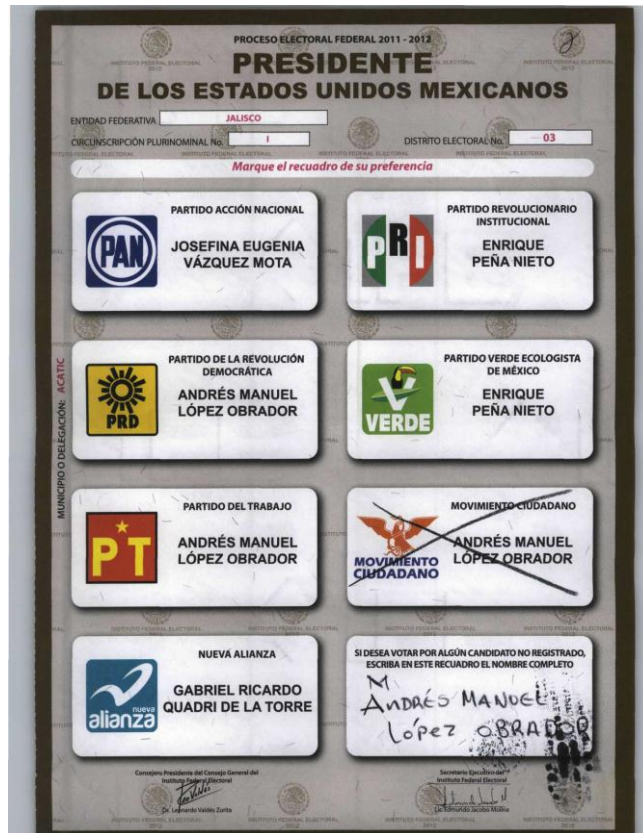 PROCESO ELECTORAL FEDERAL 2011 - 2012
PRESIDENTE
DE LOS ESTADOS UNIDOS MEXICANOS
ENTIDAD FEDERATIVA JALISCO
CIRCUNSCRIPCIÓN PLURINOMINAL No. I DISTRITO ELECTORAL No. 03
Marque el recuadro de su preferencia
MUNICIPIO O DELEGACIÓN: ACATIC
PARTIDO ACCIÓN NACIONAL
PAN
JOSEFINA EUGENIA
VÁZQUEZ MOTA
PARTIDO REVOLUCIONARIO
INSTITUCIONAL
PRI
ENRIQUE
PEÑA NIETO
PARTIDO DE LA REVOLUCIÓN
DEMOCRÁTICA
PRD
ANDRÉS MANUEL
LÓPEZ OBRADOR
PARTIDO VERDE ECOLOGISTA
DE MÉXICO
VERDE
ENRIQUE
PEÑA NIETO
PARTIDO DEL TRABAJO
PT
ANDRÉS MANUEL
LÓPEZ OBRADOR
MOVIMIENTO CIUDADANO
MOVIMIENTO
CIUDADANO
ANDRÉS MANUEL
LÓPEZ OBRADOR
NUEVA ALIANZA
nueva
alianza
GABRIEL RICARDO
QUADRI DE LA TORRE
SI DESEA VOTAR POR ALGÚN CANDIDATO NO REGISTRADO,
ESCRIBA EN ESTE RECUADRO EL NOMBRE COMPLETO
M
ANDRÉS MANUEL
López OBRADOR
Consejero Presidente del Consejo General del
Instituto Federal Electoral
Dr. Leonardo Valdés Zurita
Secretario Ejecutivo del
Instituto Federal Electoral
Lic. Edmundo Jacobo Molina